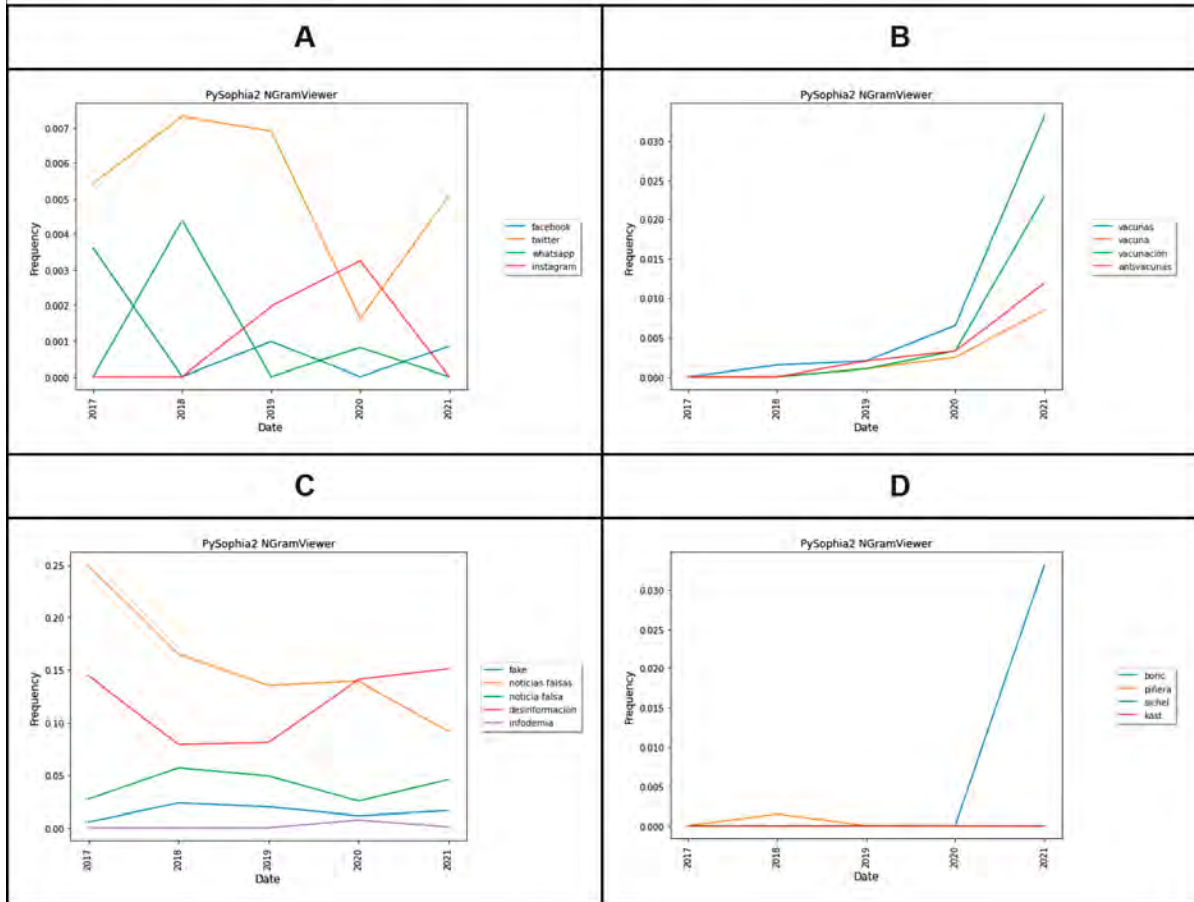 A
B
PySophia2 NGramViewer
0.007
0.006
0.005
0.004
0.003
0.002
0.001
0.000
Frequency
2017
2018
2019
2020
2021
Date
facebook
twitter
whatsapp
instagram
PySophia2 NGramViewer
0.030
0.025
0.020
0.015
0.010
0.005
0.000
Frequency
2017
2018
2019
2020
2021
Date
vacunas
vacuna
vacunación
antivacunas
C
D
PySophia2 NGramViewer
0.25
0.20
0.15
0.10
0.05
0.00
Frequency
2017
2018
2019
2020
2021
Date
fake
noticias falsas
noticia falsa
desinformación
infodemia
PySophia2 NGramViewer
0.030
0.025
0.020
0.015
0.010
0.005
0.000
Frequency
2017
2018
2019
2020
2021
Date
boric
piñera
sichel
kast